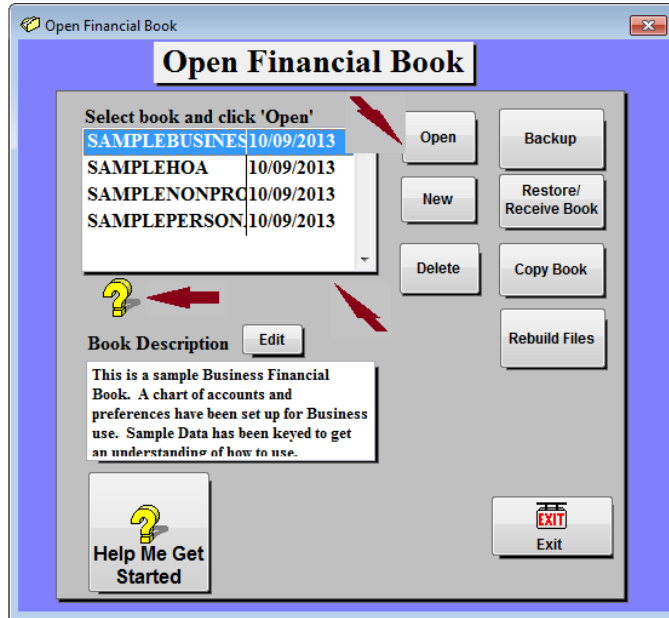 Open Financial Book
Open Financial Book
Select book and click 'Open'
SAMPLEBUSINES 10/09/2013
SAMPLEHOA 10/09/2013
SAMPLENONPRO 10/09/2013
SAMPLEPERSON 10/09/2013
Open
Backup
New
Restore/
Receive Book
Delete
Copy Book
Rebuild Files
Book Description
Edit
This is a sample Business Financial
Book. A chart of accounts and
preferences have been set up for Business
use. Sample Data has been keyed to get
an understanding of how to use.
Help Me Get
Started
EXIT
Exit